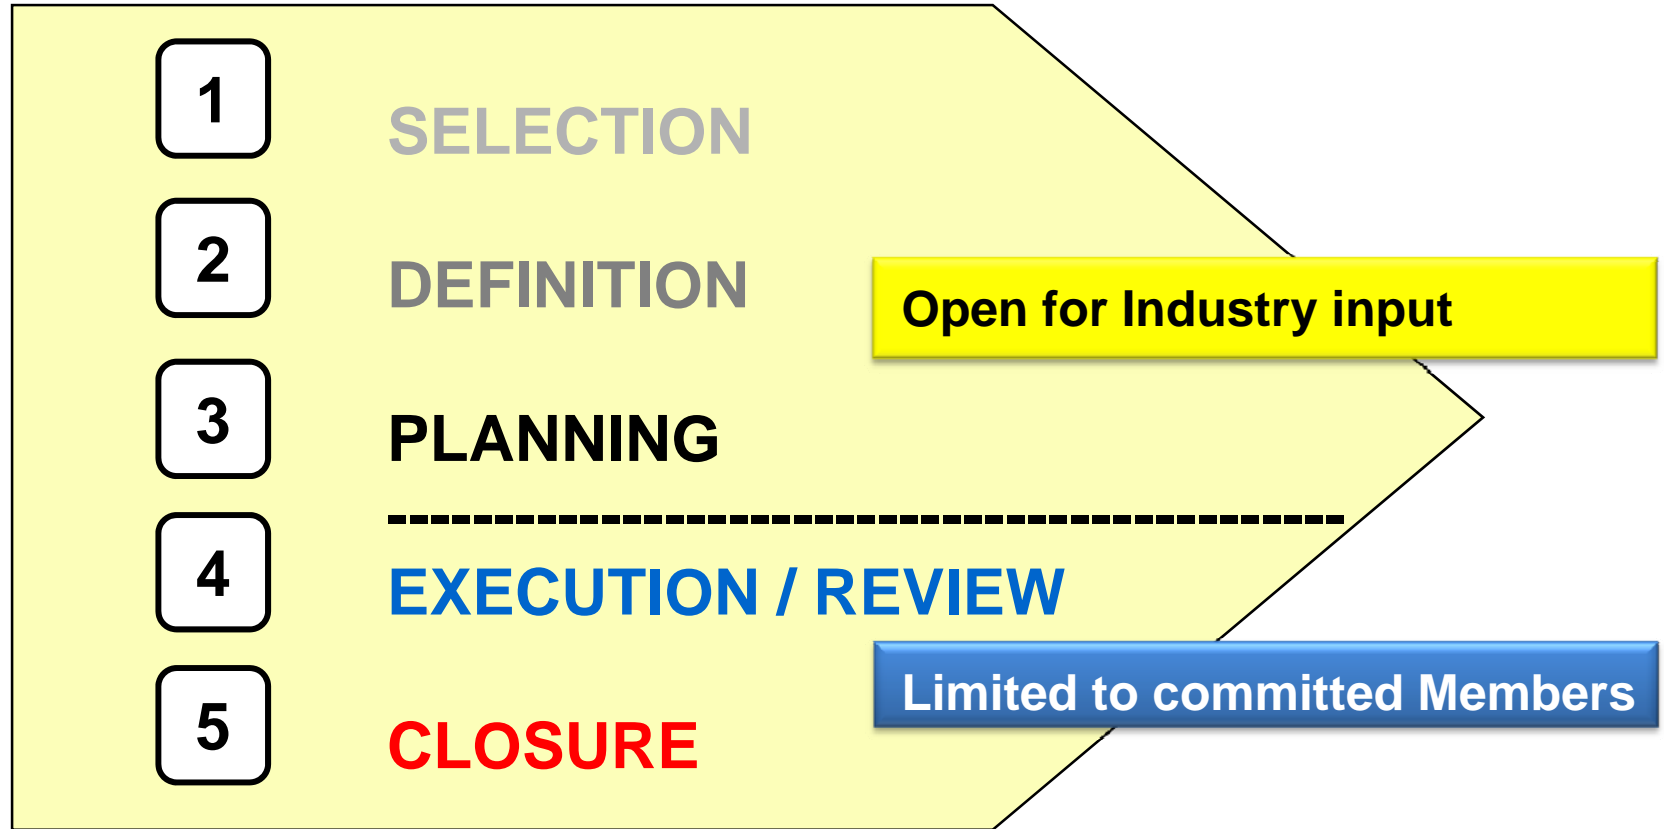 1
SELECTION
2
DEFINITION
Open for Industry input
3
PLANNING
4
EXECUTION / REVIEW
Limited to committed Members
5
CLOSURE